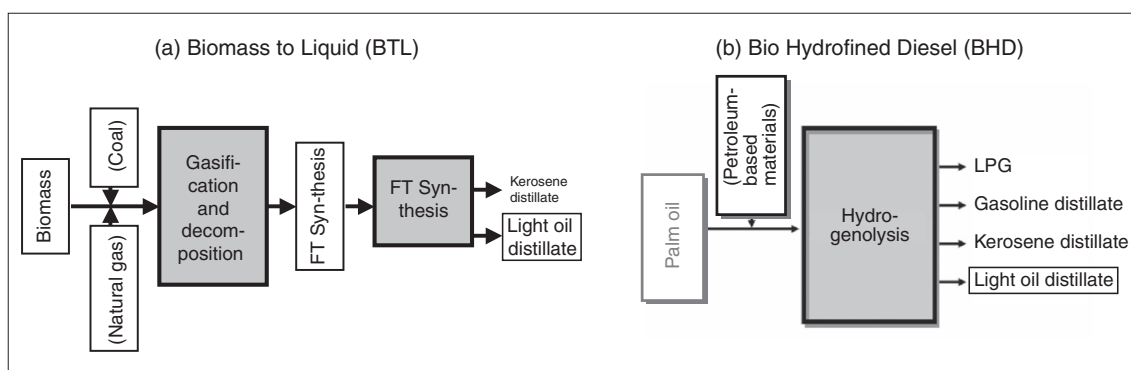 (a) Biomass to Liquid (BTL)
Biomass
(Coal)
(Natural gas)
Gasifi-
cation
and
decom-
position
FT Syn-thesis
FT Syn-
thesis
Kerosene
distillate
Light oil
distillate
(b) Bio Hydrofined Diesel (BHD)
Palm oil
(Petroleum-
based
materials)
Hydro-
genolysis
LPG
Gasoline distillate
Kerosene distillate
Light oil distillate